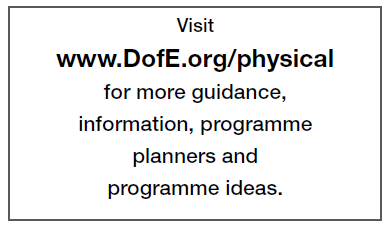 Visit
www.DofE.org/physical
for more guidance,
information, programme
planners and
programme ideas.